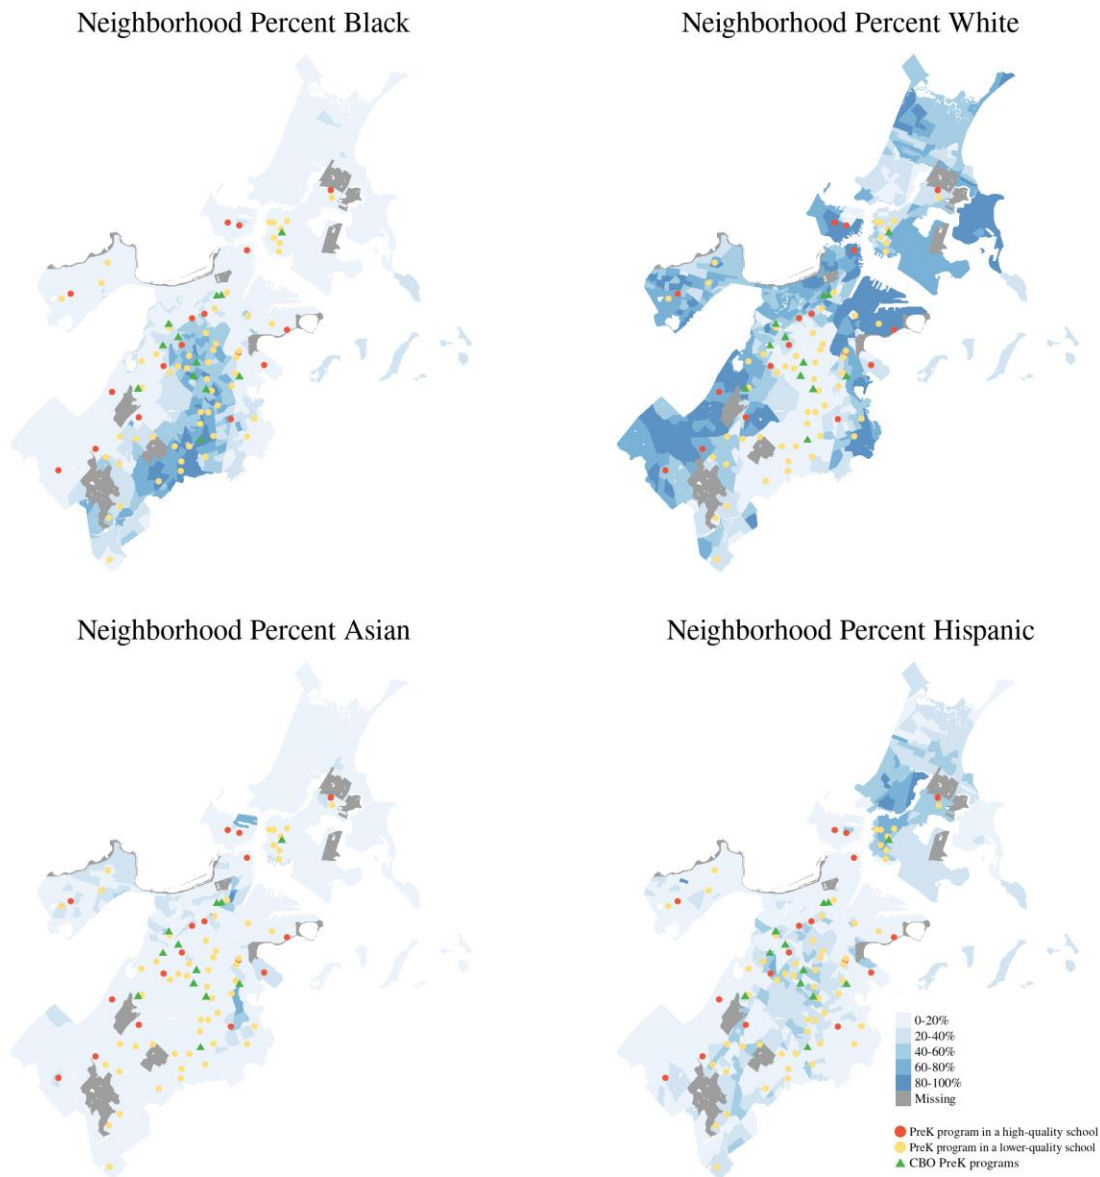 Neighborhood Percent Black
Neighborhood Percent White
Neighborhood Percent Asian
Neighborhood Percent Hispanic
0-20%
20-40%
40-60%
60-80%
80-100%
Missing
PreK program in a high-quality school
PreK program in a lower-quality school
CBO PreK programs